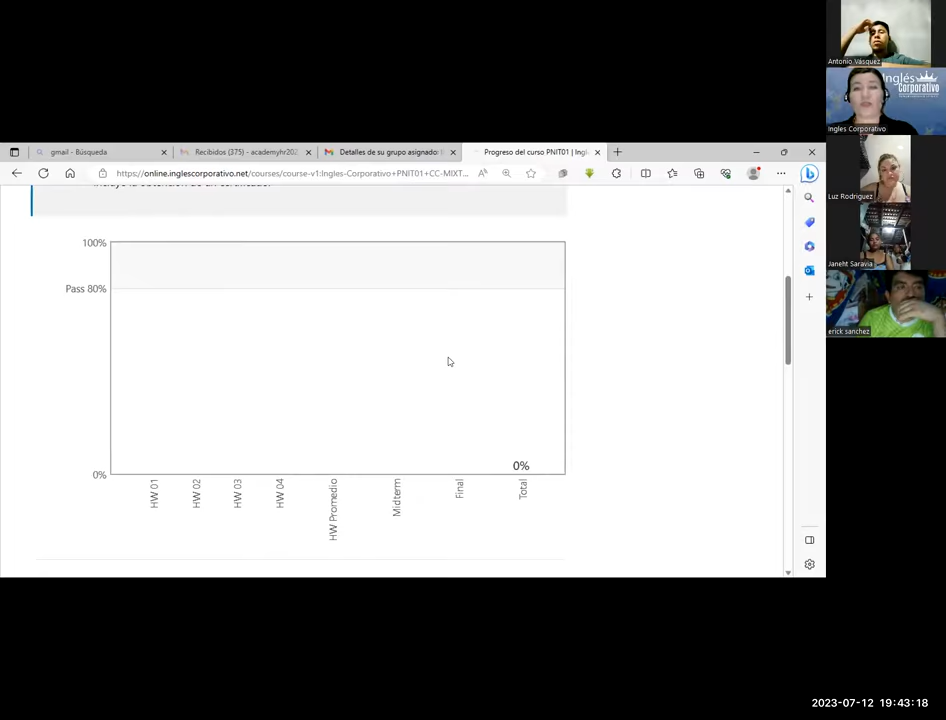 Antonio Vásquez
Inglés
Corporativo
Ingles Corporativo
Luz Rodriguez
Janeht Saravia
erick sanchez
gmail - Búsqueda
Recibidos (375) - academyhr202
Detalles de su grupo asignado:
Progreso del curso PNIT01 | Ingl
https://online.inglescorporativo.net/courses/course-v1:Ingles-Corporativo+PNIT01+CC-MIXT...
100%
Pass 80%
0%
0%
HW 01
HW 02
HW 03
HW 04
HW Promedio
Midterm
Final
Total
2023-07-12 19:43:18